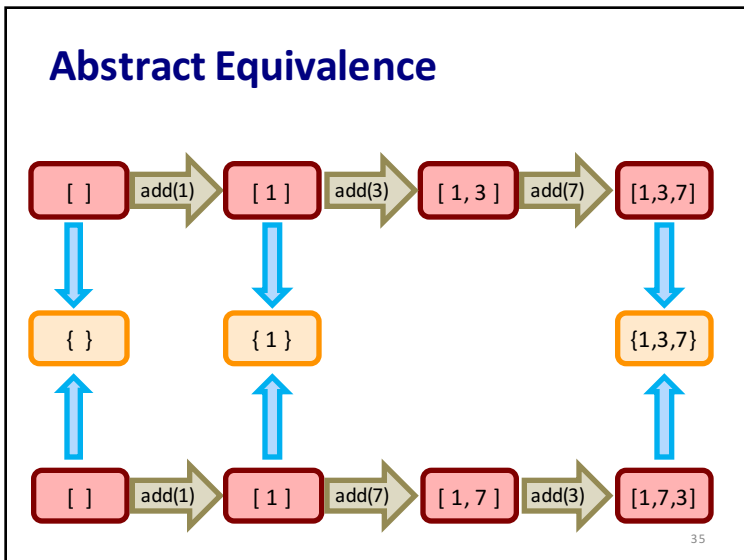 Abstract Equivalence
[ ] add(1) [ 1 ] add(3) [ 1, 3 ] add(7) [1,3,7]
{ } { 1 } {1,3,7}
[ ] add(1) [ 1 ] add(7) [ 1, 7 ] add(3) [1,7,3]
35